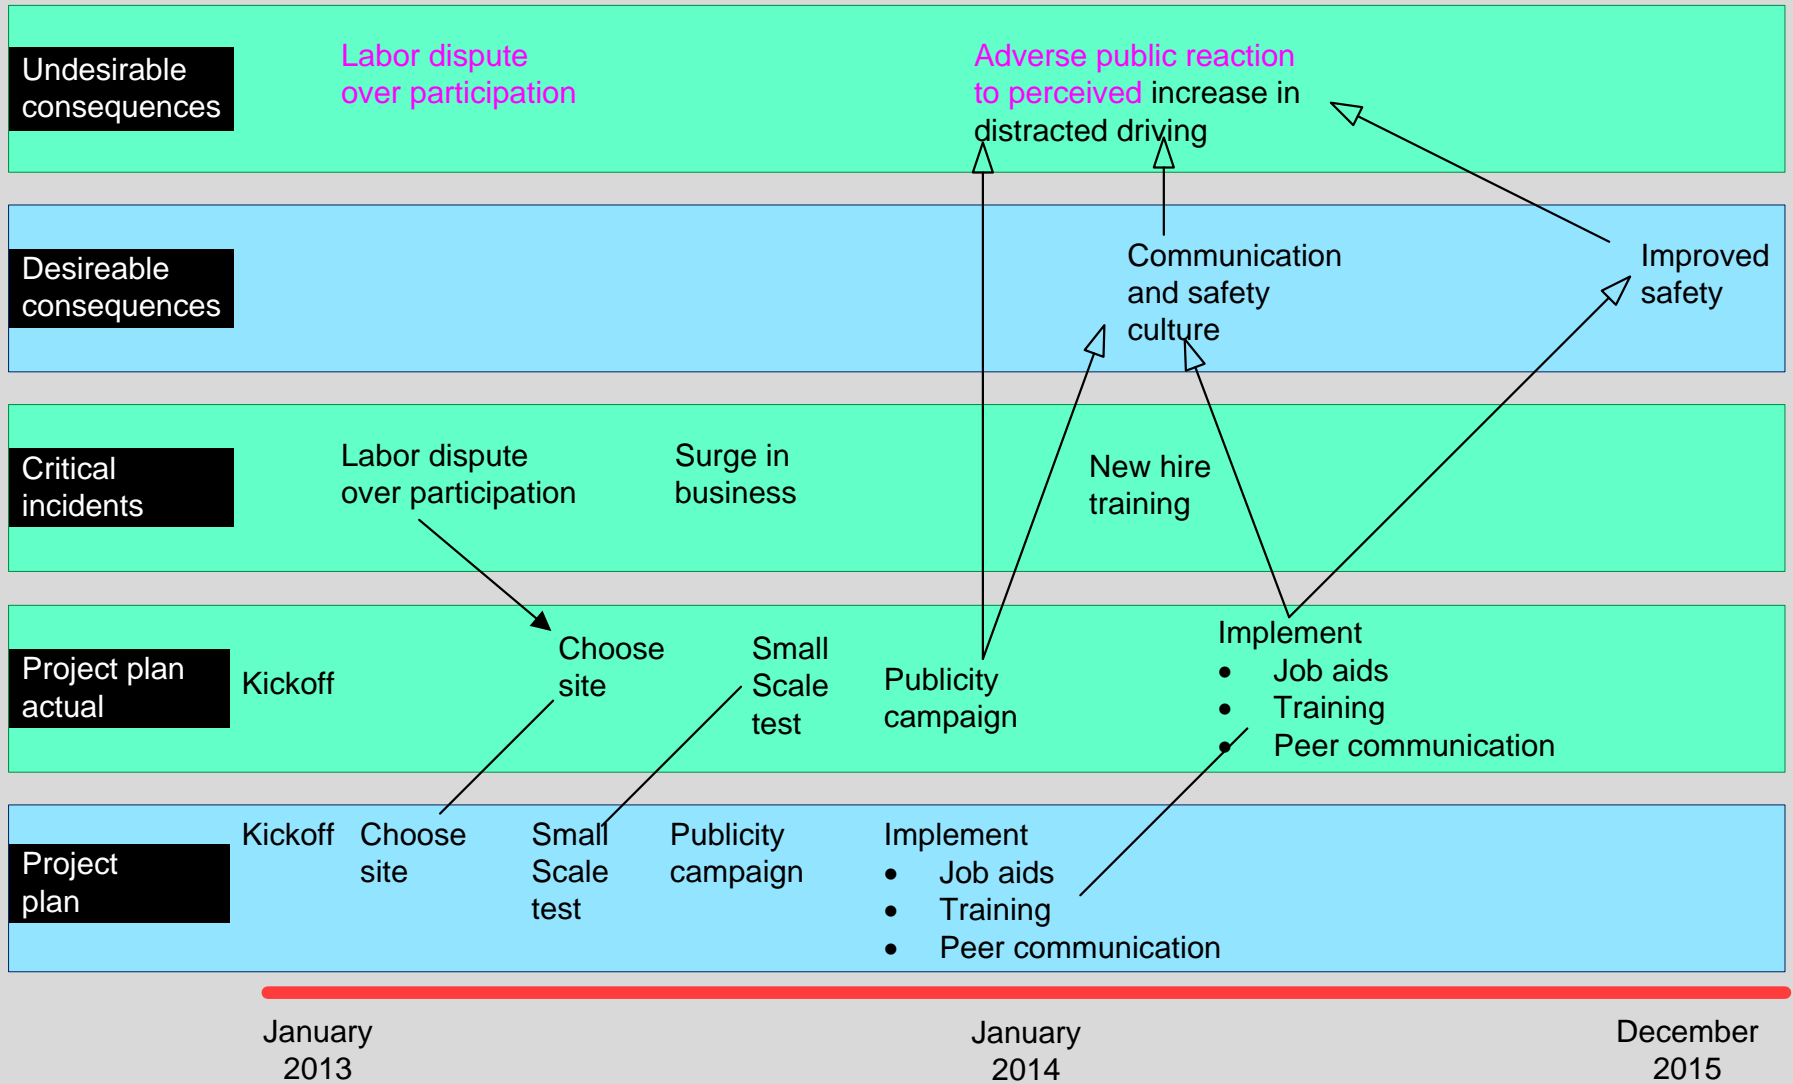 Undesirable
consequences
Labor dispute
over participation
Adverse public reaction
to perceived increase in
distracted driving
Desireable
consequences
Communication
and safety
culture
Improved
safety
Critical
incidents
Labor dispute
over participation
Surge in
business
New hire
training
Project plan
actual
Kickoff
Choose
site
Small
Scale
test
Publicity
campaign
Implement
• Job aids
• Training
• Peer communication
Project
plan
Kickoff
Choose
site
Small
Scale
test
Publicity
campaign
Implement
• Job aids
• Training
• Peer communication
January
2013
January
2014
December
2015